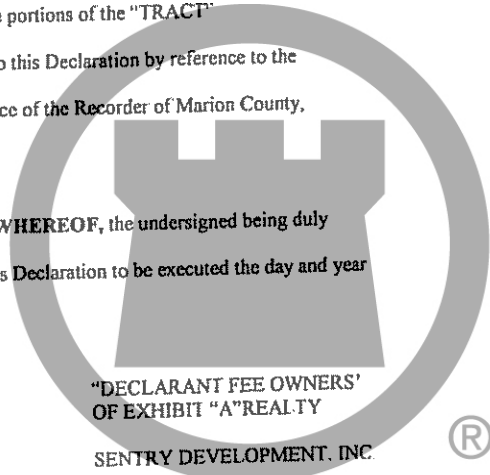 portions of the "TRACT"
this Declaration by reference to the
ce of the Recorder of Marion County,
WHEREOF, the undersigned being duly
s Declaration to be executed the day and year
"DECLARANT FEE OWNERS'
OF EXHIBIT "A"REALTY
SENTRY DEVELOPMENT, INC
®